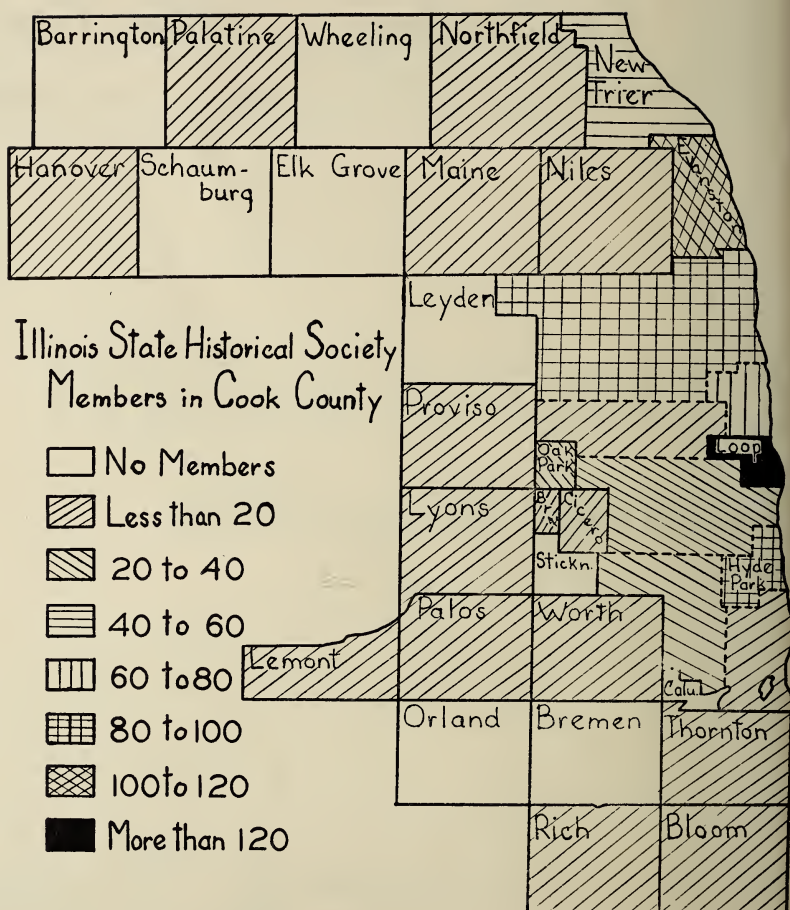 Barrington
Palatine
Wheeling
Northfield
New
Trier
Hanover
Schaum-
burg
Elk Grove
Maine
Niles
Evanston
Leyden
Illinois State Historical Society
Members in Cook County
Proviso
Oak
Park
Loop
No Members
Less than 20
20 to 40
40 to 60
60 to 80
80 to 100
100 to 120
More than 120
Lyons
Cicero
Stickn.
Hyde
Park
Palos
Worth
Lemont
Calu.
Orland
Bremen
Thornton
Rich
Bloom